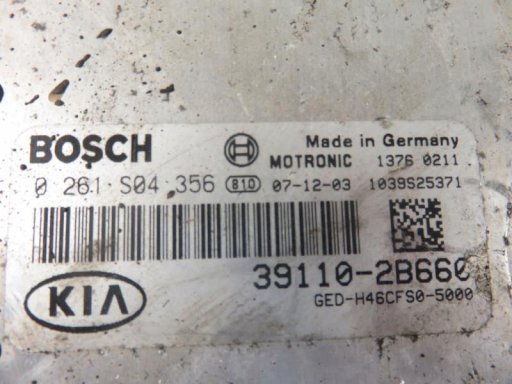 BOSCH Made in Germany
MOTRONIC 1376 0211
0 261 S04 356 810 07-12-03 1039S25371
39110-2B660
KIA GED-H46CFS0-5000